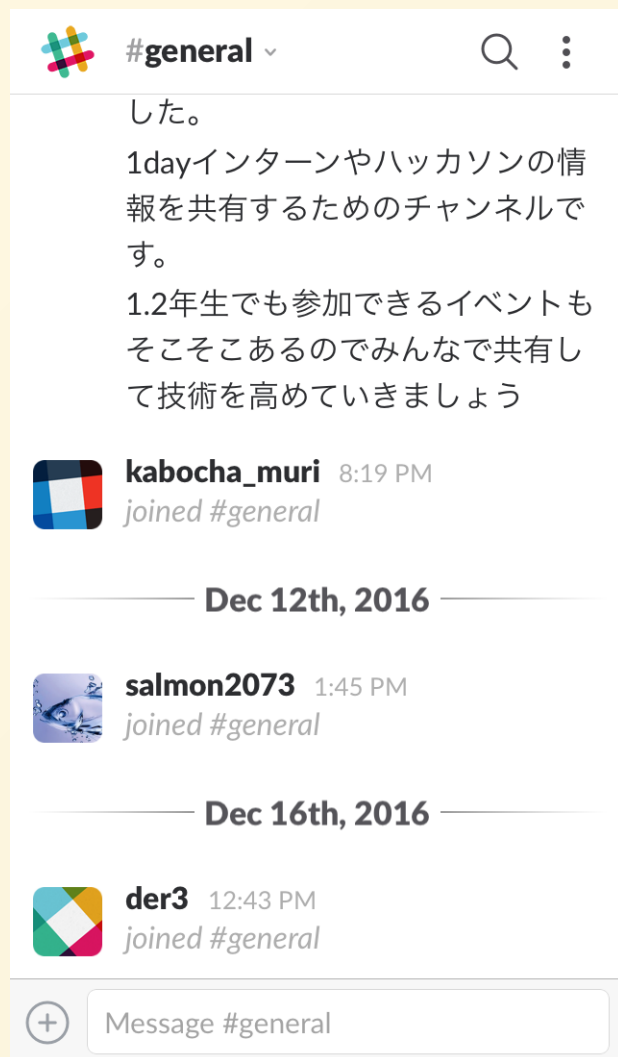 #general
した。
1dayインターンやハッカソンの情
報を共有するためのチャンネルで
す。
1.2年生でも参加できるイベントも
そこそこあるのでみんなで共有し
て技術を高めていきましょう
kabocha_muri 8:19 PM
joined #general
Dec 12th, 2016
salmon2073 1:45 PM
joined #general
Dec 16th, 2016
der3 12:43 PM
joined #general
Message #general